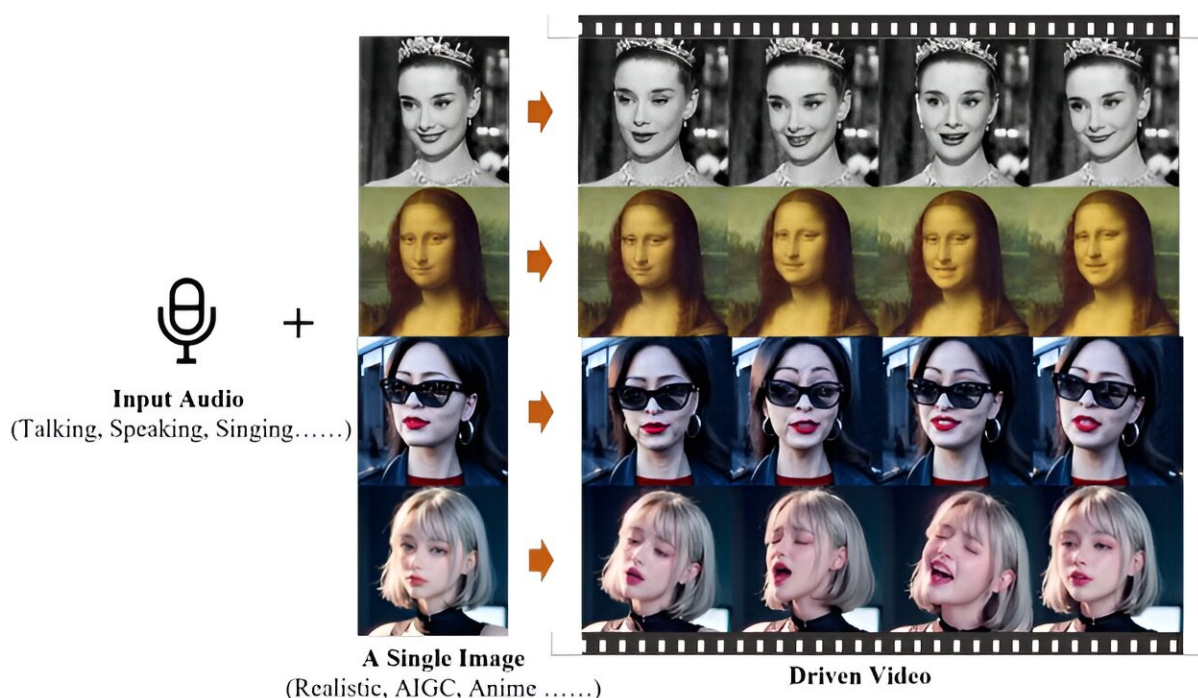 Input Audio
(Talking, Speaking, Singing……)
A Single Image
(Realistic, AIGC, Anime ……)
Driven Video